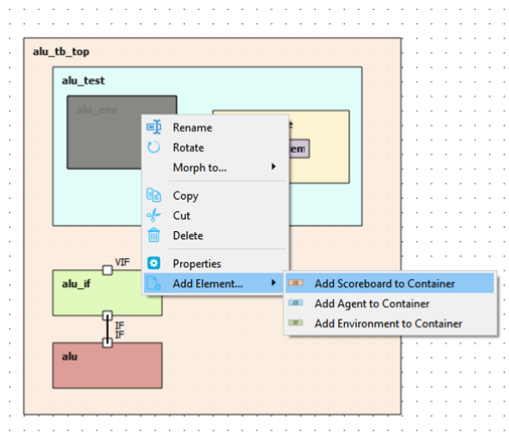 alu_tb_top
alu_test
alu_env
Rename
Rotate
Morph to...
Copy
Cut
Delete
Properties
Add Element...
Add Scoreboard to Container
Add Agent to Container
Add Environment to Container
VIF
alu_if
IF
IF
alu